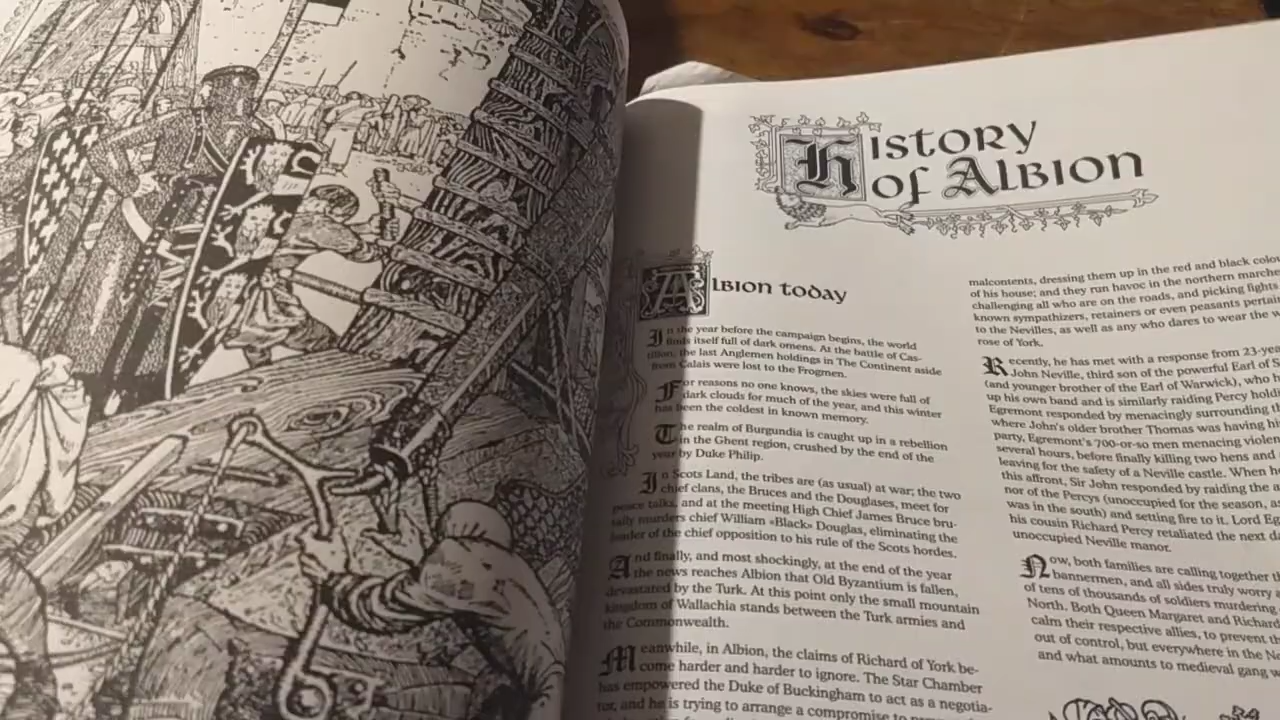 History
of Albion
Albion today
In the year before the campaign begins, the world
finds itself full of dark omens. At the battle of Cas-
tillon, the last Anglemen holdings in The Continent aside
from Calais were lost to the Frogmen.
For reasons no one knows, the skies were full of
dark clouds for much of the year, and this winter
has been the coldest in known memory.
The realm of Burgundia is caught up in a rebellion
in the Ghent region, crushed by the end of the
year by Duke Philip.
In Scots Land, the tribes are (as usual) at war; the two
chief clans, the Bruces and the Douglases, meet for
peace talks, and at the meeting High Chief James Bruce bru-
tally murders chief William «Black» Douglas, eliminating the
leader of the chief opposition to his rule of the Scots hordes.
And finally, and most shockingly, at the end of the year
the news reaches Albion that Old Byzantium is fallen,
devastated by the Turk. At this point only the small mountain
kingdom of Wallachia stands between the Turk armies and
the Commonwealth.
Meanwhile, in Albion, the claims of Richard of York be-
come harder and harder to ignore. The Star Chamber
has empowered the Duke of Buckingham to act as a negotia-
tor, and he is trying to arrange a compromise to
malcontents, dressing them up in the red and black
of his house; and they run havoc in the northern
challenging all who are on the roads, and picking fights
known sympathizers, retainers or even peasants
to the Nevilles, as well as any who dares to wear the
rose of York.
Recently, he has met with a response from
John Neville, third son of the powerful Earl of
(and younger brother of the Earl of Warwick), who
up his own band and is similarly raiding Percy
Egremont responded by menacingly surrounding
where John's older brother Thomas was having
party, Egremont's 700-or-so men menacing
several hours, before finally killing two hens and
leaving for the safety of a Neville castle. When
this affront, Sir John responded by raiding the
nor of the Percys (unoccupied for the season,
was in the south) and setting fire to it. Lord
his cousin Richard Percy retaliated the next
unoccupied Neville manor.
Now, both families are calling together
bannermen, and all sides truly worry
of tens of thousands of soldiers murdering,
North. Both Queen Margaret and Richard
calm their respective allies, to prevent
out of control, but everywhere in the
and what amounts to medieval gang